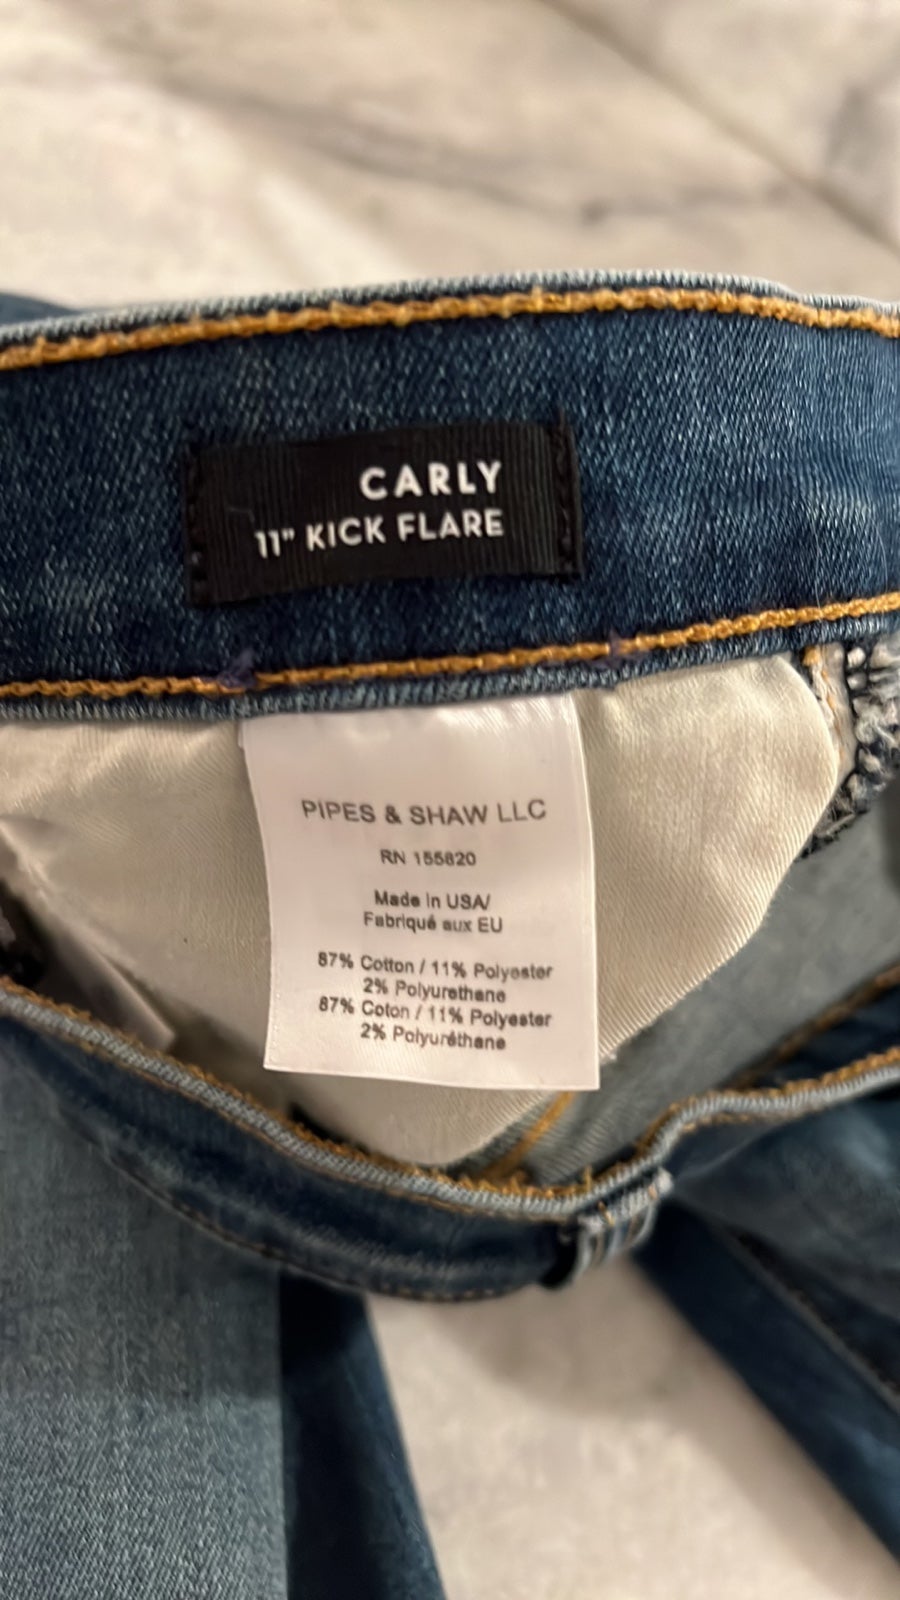 CARLY
11" KICK FLARE
PIPES & SHAW LLC
RN 155820
Made in USA/
Fabriqué aux EU
87% Cotton / 11% Polyester
2% Polyurethane
87% Coton / 11% Polyester
2% Polyuréthane